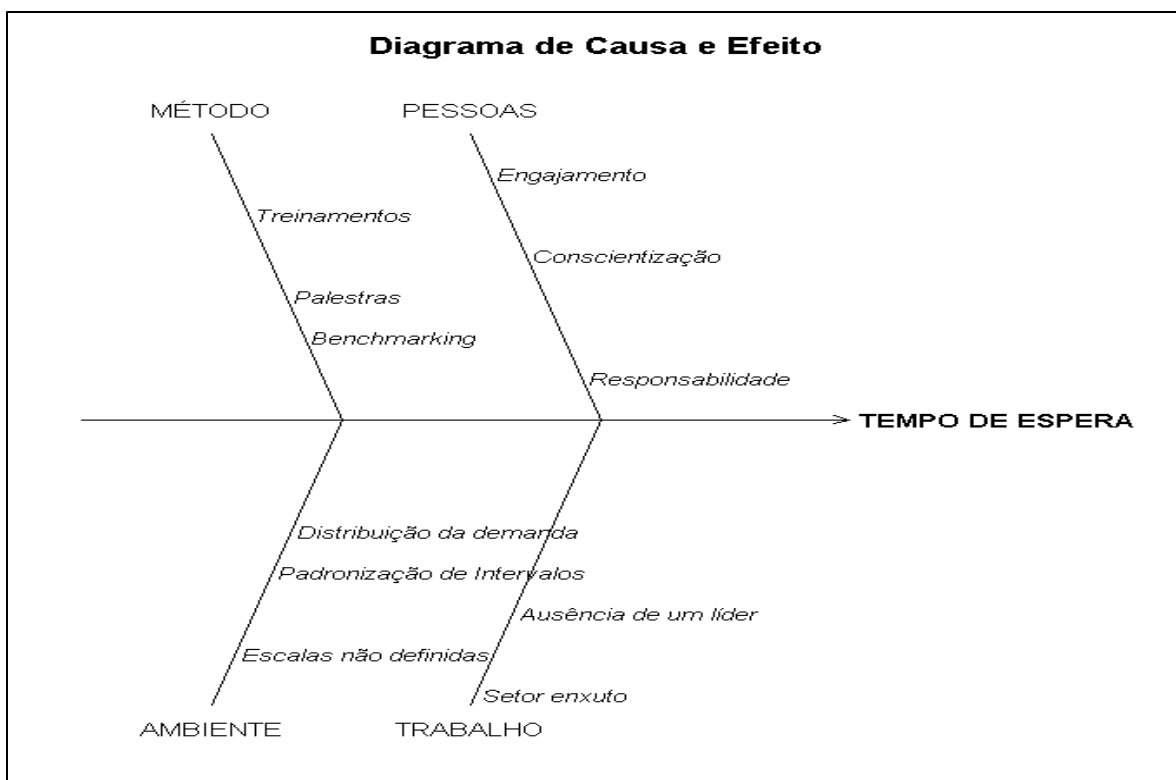 Diagrama de Causa e Efeito
MÉTODO
PESSOAS
Engajamento
Treinamentos
Conscientização
Palestras
Benchmarking
Responsabilidade
TEMPO DE ESPERA
Distribuição da demanda
Padronização de Intervalos
Ausência de um líder
Escalas não definidas
Setor enxuto
AMBIENTE
TRABALHO